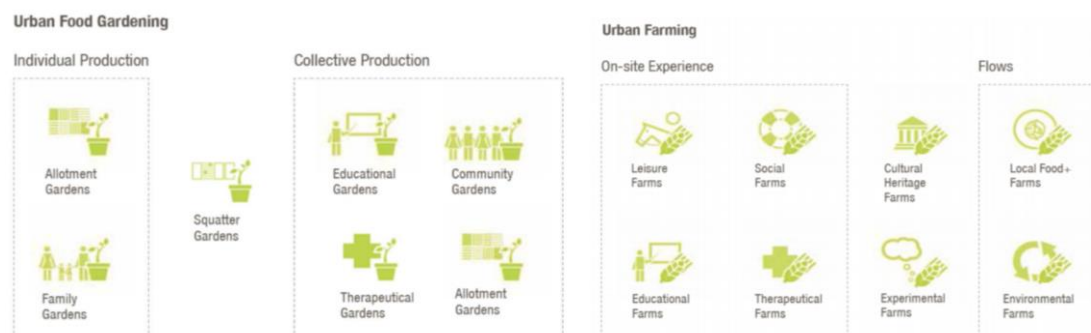 Urban Food Gardening
Individual Production
Collective Production
Allotment
Gardens
Family
Gardens
Squatter
Gardens
Educational
Gardens
Community
Gardens
Therapeutical
Gardens
Allotment
Gardens
Urban Farming
On-site Experience
Flows
Leisure
Farms
Social
Farms
Cultural
Heritage
Farms
Local Food+
Farms
Educational
Farms
Therapeutical
Farms
Experimental
Farms
Environmental
Farms